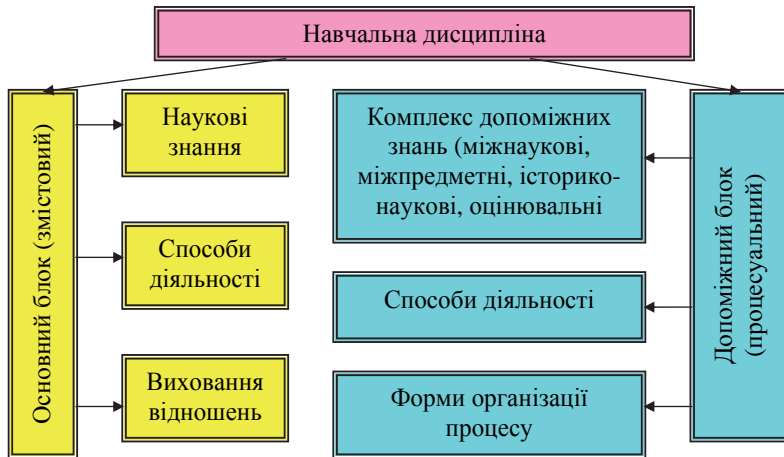 Навчальна дисципліна
Основний блок (змістовий)
Наукові
знання
Способи
діяльності
Виховання
відношень
Комплекс допоміжних
знань (міжнаукові,
міжпредметні, історико-
наукові, оцінювальні
Способи діяльності
Форми організації
процесу
Допоміжний блок
(процесуальний)